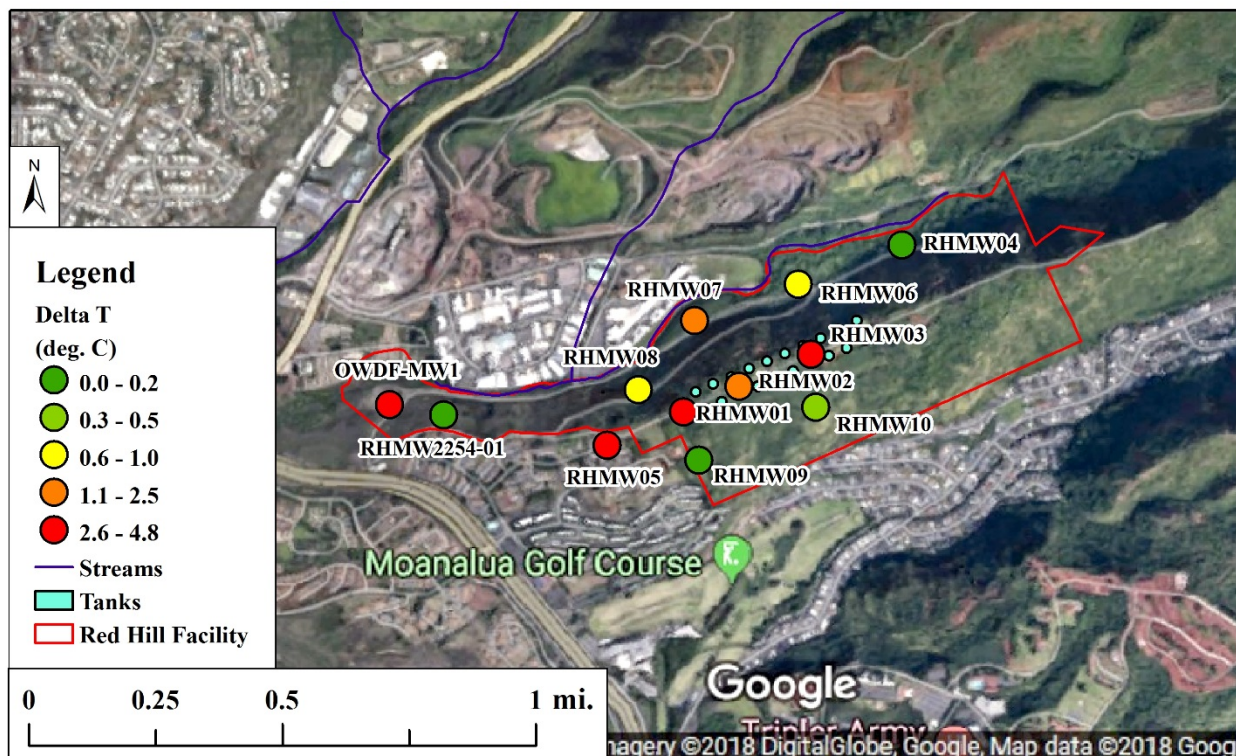 N
Legend
Delta T
(deg. C)
0.0 - 0.2
0.3 - 0.5
0.6 - 1.0
1.1 - 2.5
2.6 - 4.8
Streams
Tanks
Red Hill Facility
0 0.25 0.5 1 mi.
RHMW04
RHMW06
RHMW07
RHMW03
RHMW08
OWDF-MW1
RHMW02
RHMW01
RHMW10
RHMW2254-01
RHMW05
RHMW09
Moanalua Golf Course
Google
Tripler Army
magery ©2018 DigitalGlobe, Google, Map data ©2018 Goog